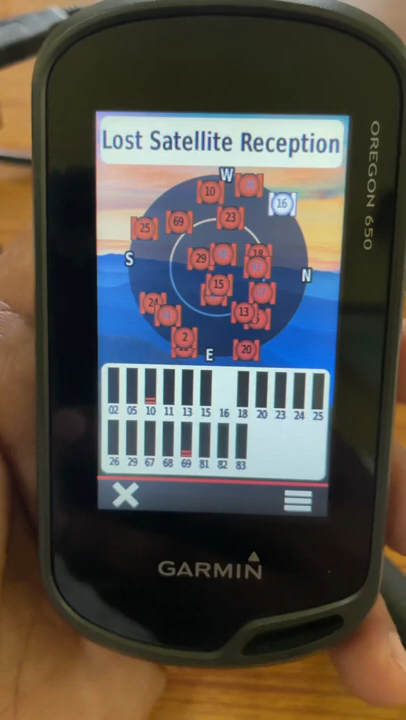 Lost Satellite Reception
W
10
16
69
23
25
S
29
18
N
15
24
13
2
E
20
02 05 10 11 13 15 16 18 20 23 24 25
26 29 67 68 69 81 82 83
GARMIN
OREGON 650